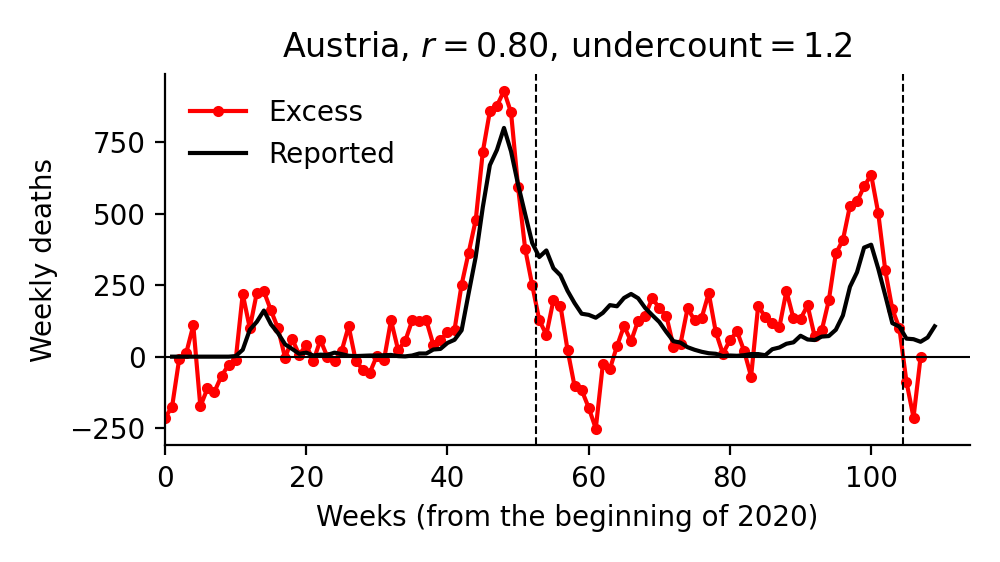 Austria, r = 0.80, undercount = 1.2
Excess
Reported
Weekly deaths
750
500
250
0
−250
0 20 40 60 80 100
Weeks (from the beginning of 2020)